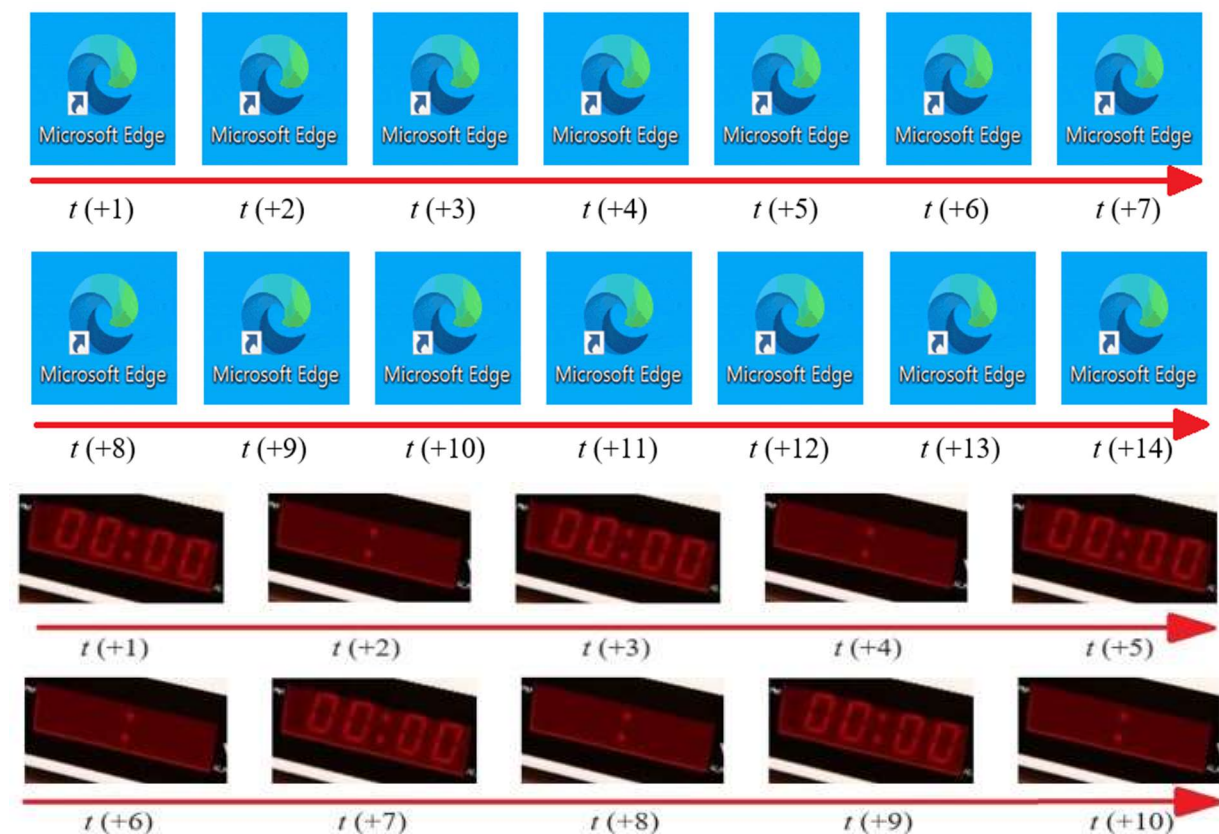 Microsoft Edge Microsoft Edge Microsoft Edge Microsoft Edge Microsoft Edge Microsoft Edge Microsoft Edge
t (+1) t (+2) t (+3) t (+4) t (+5) t (+6) t (+7)
Microsoft Edge Microsoft Edge Microsoft Edge Microsoft Edge Microsoft Edge Microsoft Edge Microsoft Edge
t (+8) t (+9) t (+10) t (+11) t (+12) t (+13) t (+14)
00:00 : 00:00 : 00:00
t (+1) t (+2) t (+3) t (+4) t (+5)
: 00:00 : 00:00 :
t (+6) t (+7) t (+8) t (+9) t (+10)